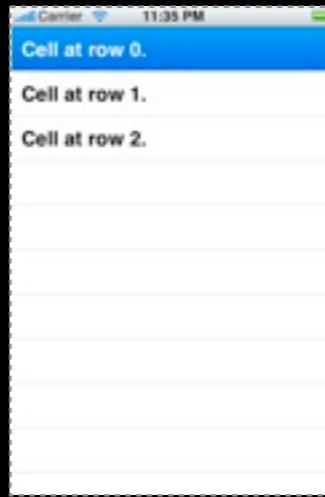 Carrier 11:35 PM
Cell at row 0.
Cell at row 1.
Cell at row 2.